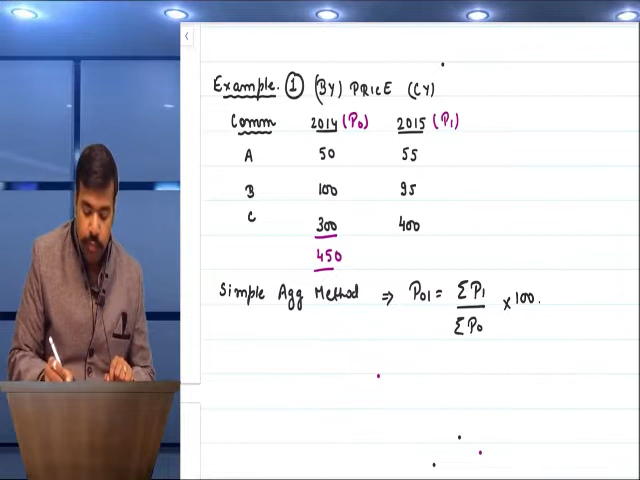 Example. 1 (BY) PRICE (CY)
Comm 2014 (P0) 2015 (P1)
A 50 55
B 100 95
C 300 400
450
Simple Agg Method ⇒ P01 = ΣP1 / ΣP0 × 100.